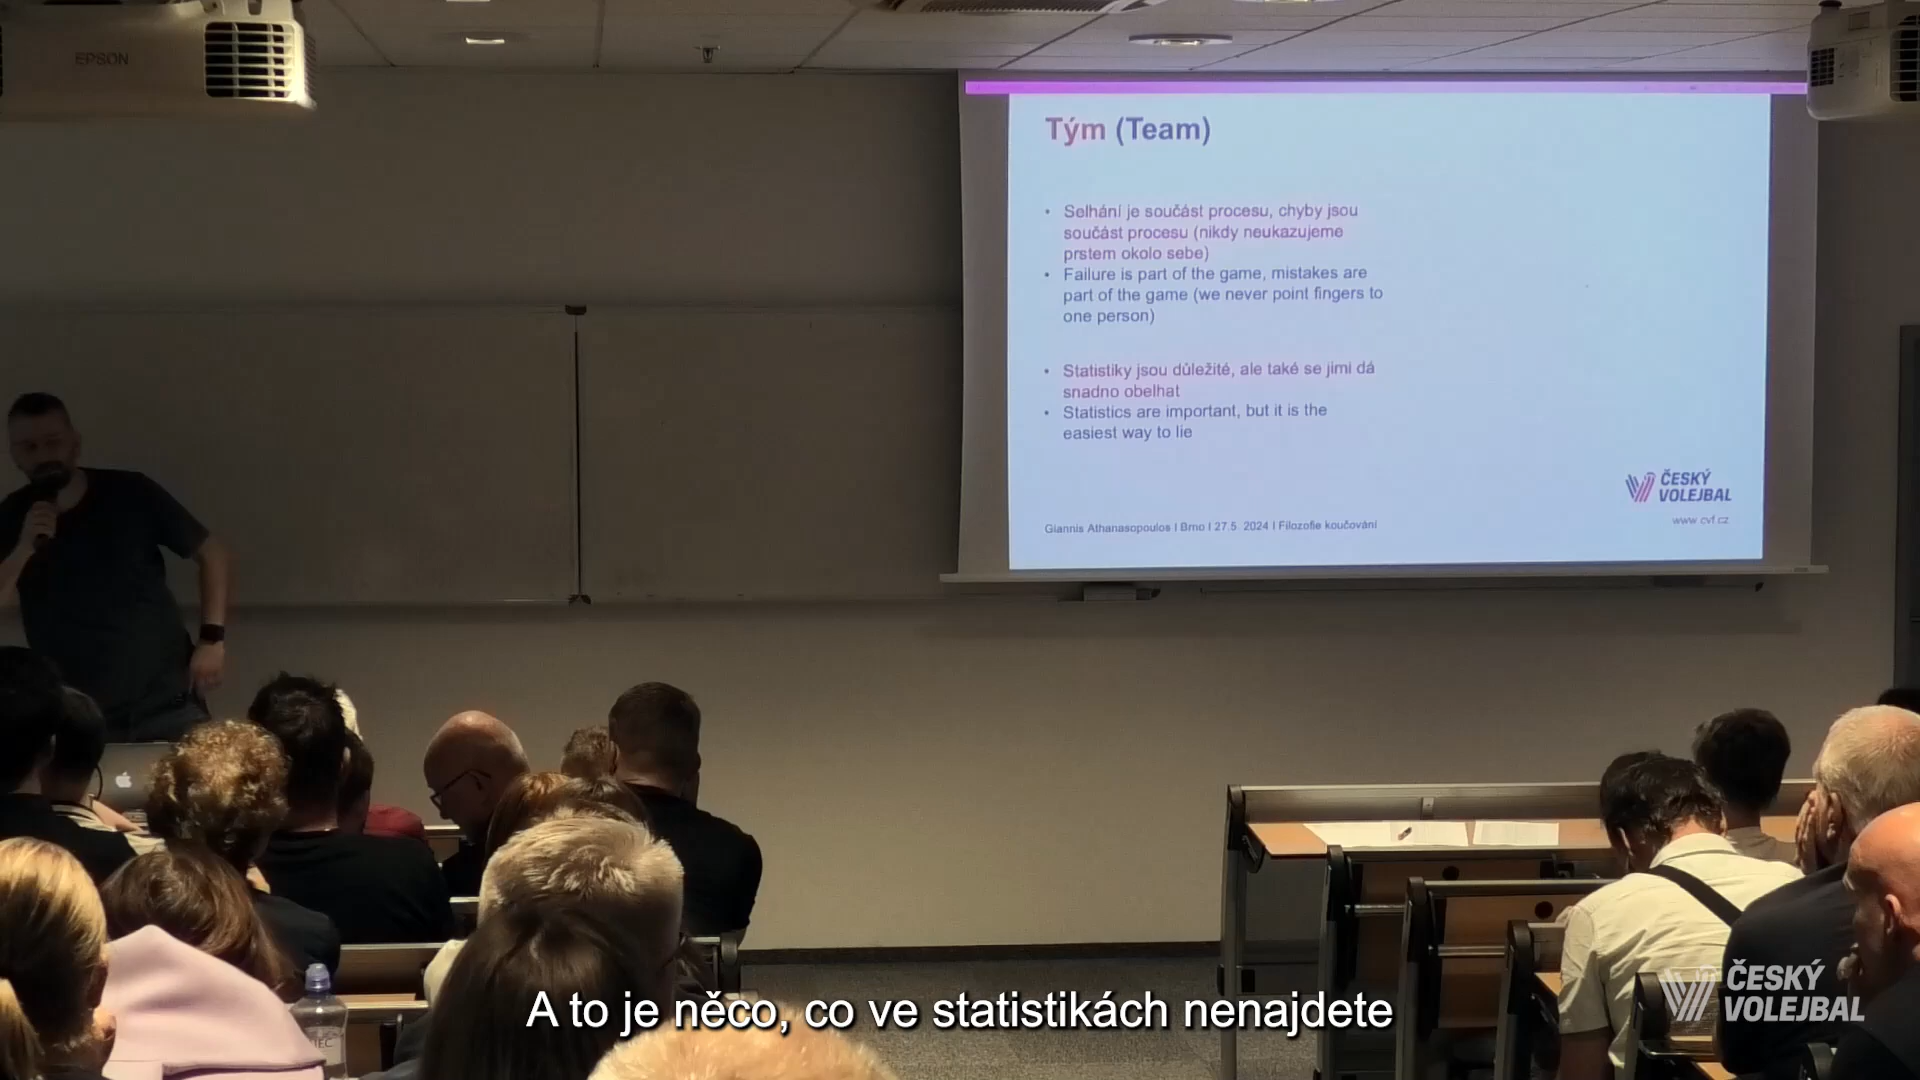 EPSON
Tým (Team)
• Selhání je součást procesu, chyby jsou
součást procesu (nikdy neukazujeme
prstem okolo sebe)
• Failure is part of the game, mistakes are
part of the game (we never point fingers to
one person)
• Statistiky jsou důležité, ale také se jimi dá
snadno obelhat
• Statistics are important, but it is the
easiest way to lie
ČESKÝ
VOLEJBAL
www.cvf.cz
Giannis Athanasopoulos I Brno I 27.5. 2024 I Filozofie koučování
A to je něco, co ve statistikách nenajdete
ČESKÝ
VOLEJBAL